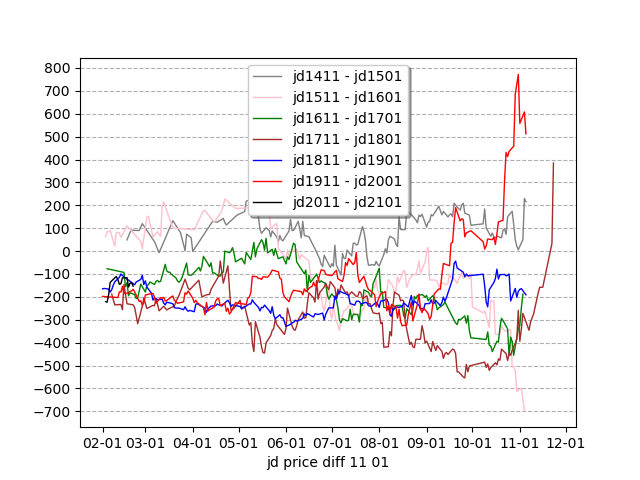 800
700
600
500
400
300
200
100
0
−100
−200
−300
−400
−500
−600
−700
jd1411 - jd1501
jd1511 - jd1601
jd1611 - jd1701
jd1711 - jd1801
jd1811 - jd1901
jd1911 - jd2001
jd2011 - jd2101
02-01 03-01 04-01 05-01 06-01 07-01 08-01 09-01 10-01 11-01 12-01
jd price diff 11 01